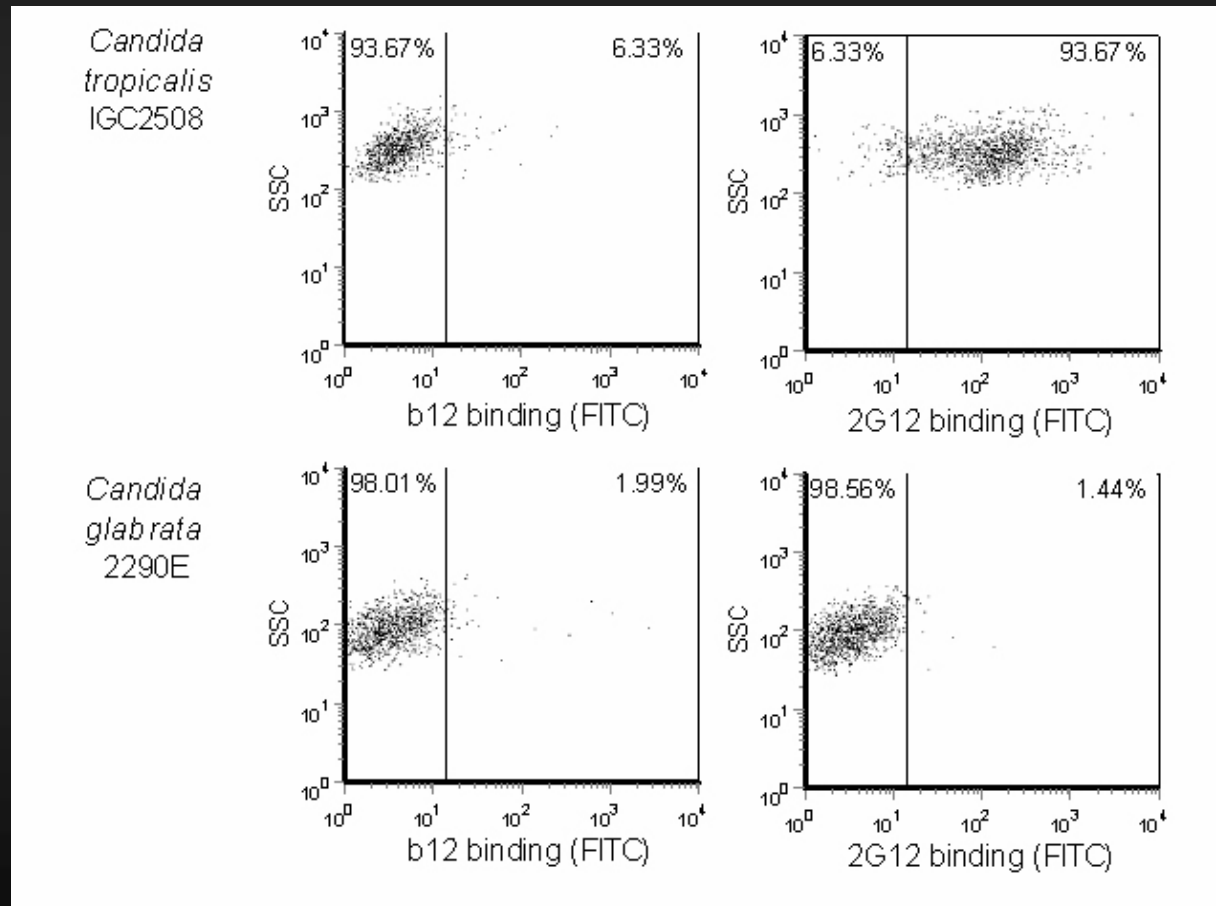 Candida
tropicalis
IGC2508
93.67% 6.33%
10⁴
10³
10²
10¹
10⁰
SSC
10⁰ 10¹ 10² 10³ 10⁴
b12 binding (FITC)
6.33% 93.67%
10⁴
10³
10²
10¹
10⁰
SSC
10⁰ 10¹ 10² 10³ 10⁴
2G12 binding (FITC)
Candida
glabrata
2290E
98.01% 1.99%
10⁴
10³
10²
10¹
10⁰
SSC
10⁰ 10¹ 10² 10³ 10⁴
b12 binding (FITC)
98.56% 1.44%
10⁴
10³
10²
10¹
10⁰
SSC
10⁰ 10¹ 10² 10³ 10⁴
2G12 binding (FITC)